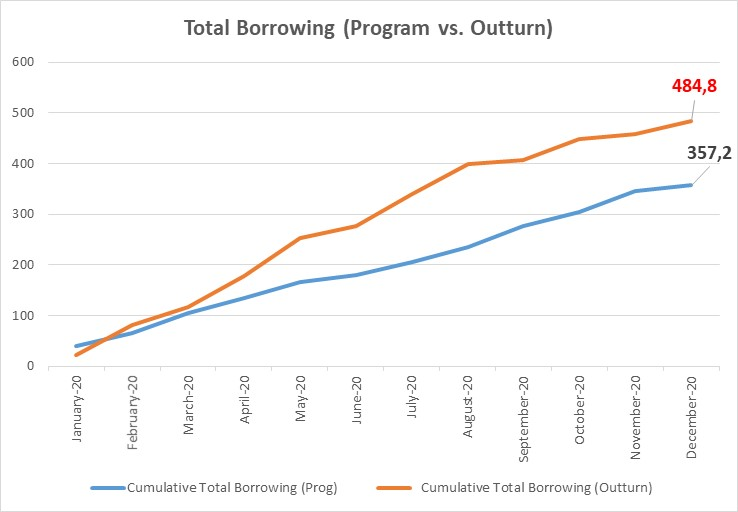 Total Borrowing (Program vs. Outturn)
600
500
400
300
200
100
0
484,8
357,2
January-20
February-20
March-20
April-20
May-20
June-20
July-20
August-20
September-20
October-20
November-20
December-20
Cumulative Total Borrowing (Prog)
Cumulative Total Borrowing (Outturn)